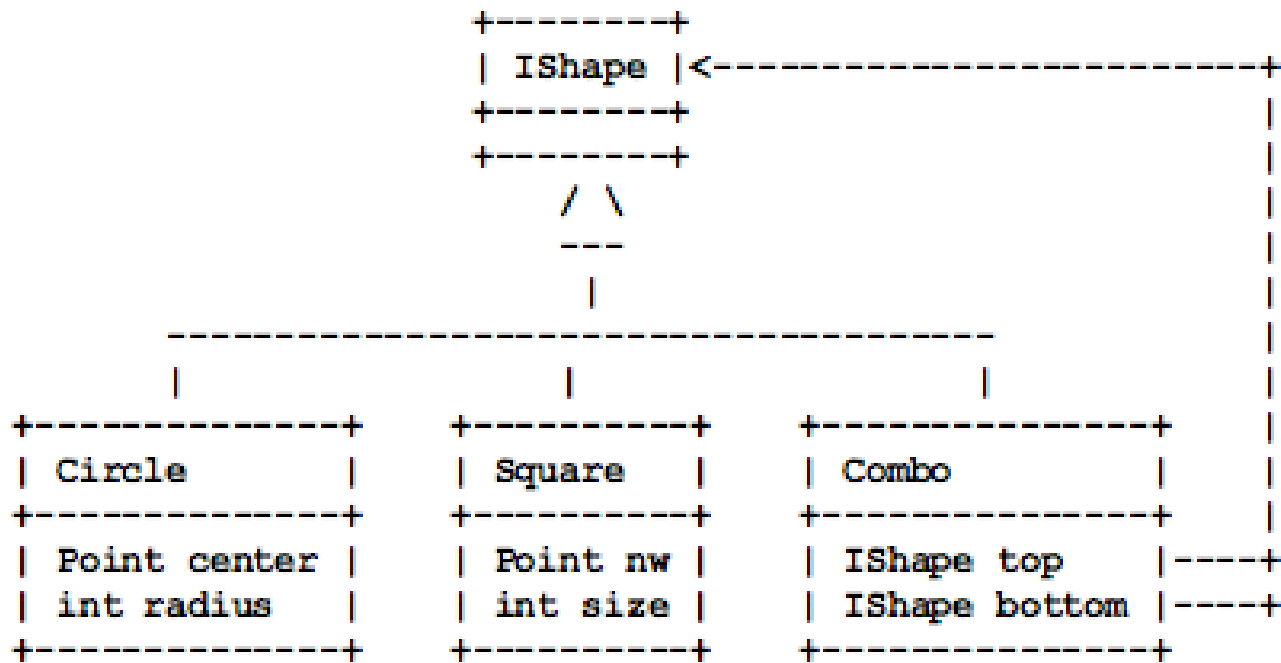 IShape
Circle
Square
Combo
Point center
Point nw
IShape top
int radius
int size
IShape bottom